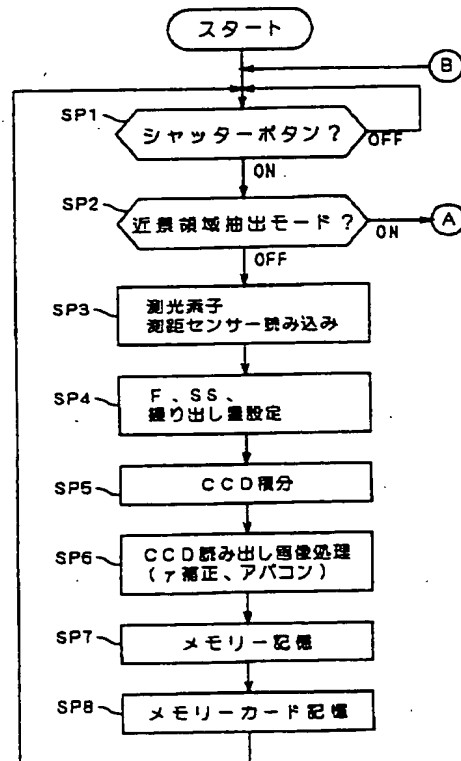 スタート
B
SP1
シャッターボタン?
OFF
ON
SP2
近景領域抽出モード?
ON
A
OFF
SP3
測光素子
測距センサー読み込み
SP4
F、SS、
繰り出し量設定
SP5
CCD積分
SP6
CCD読み出し画像処理
(γ補正、アパコン)
SP7
メモリー記憶
SP8
メモリーカード記憶